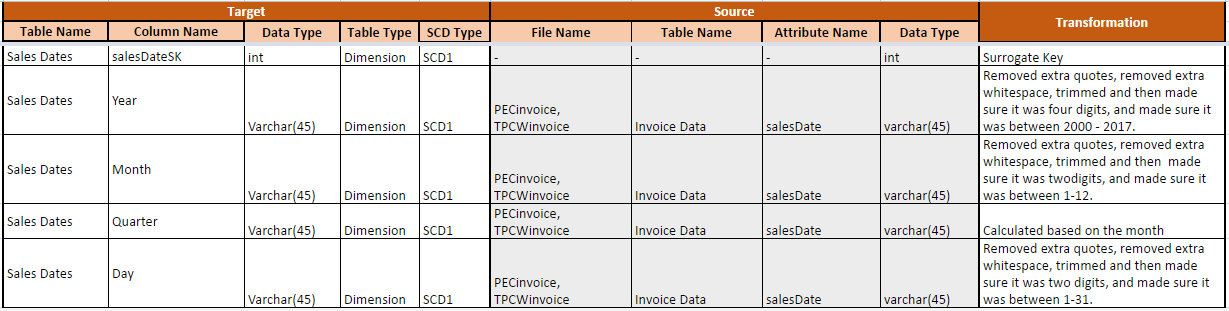 Target Source Transformation
Table Name Column Name Data Type Table Type SCD Type File Name Table Name Attribute Name Data Type
Sales Dates salesDateSK int Dimension SCD1 - - - int Surrogate Key
Sales Dates Year Varchar(45) Dimension SCD1 PECinvoice,
TPCWinvoice Invoice Data salesDate varchar(45) Removed extra quotes, removed extra
whitespace, trimmed and then made
sure it was four digits, and made sure it
was between 2000 - 2017.
Sales Dates Month Varchar(45) Dimension SCD1 PECinvoice,
TPCWinvoice Invoice Data salesDate varchar(45) Removed extra quotes, removed extra
whitespace, trimmed and then made
sure it was twodigits, and made sure it
was between 1-12.
Sales Dates Quarter Varchar(45) Dimension SCD1 PECinvoice,
TPCWinvoice Invoice Data salesDate varchar(45) Calculated based on the month
Sales Dates Day Varchar(45) Dimension SCD1 PECinvoice,
TPCWinvoice Invoice Data salesDate varchar(45) Removed extra quotes, removed extra
whitespace, trimmed and then made
sure it was two digits, and made sure it
was between 1-31.